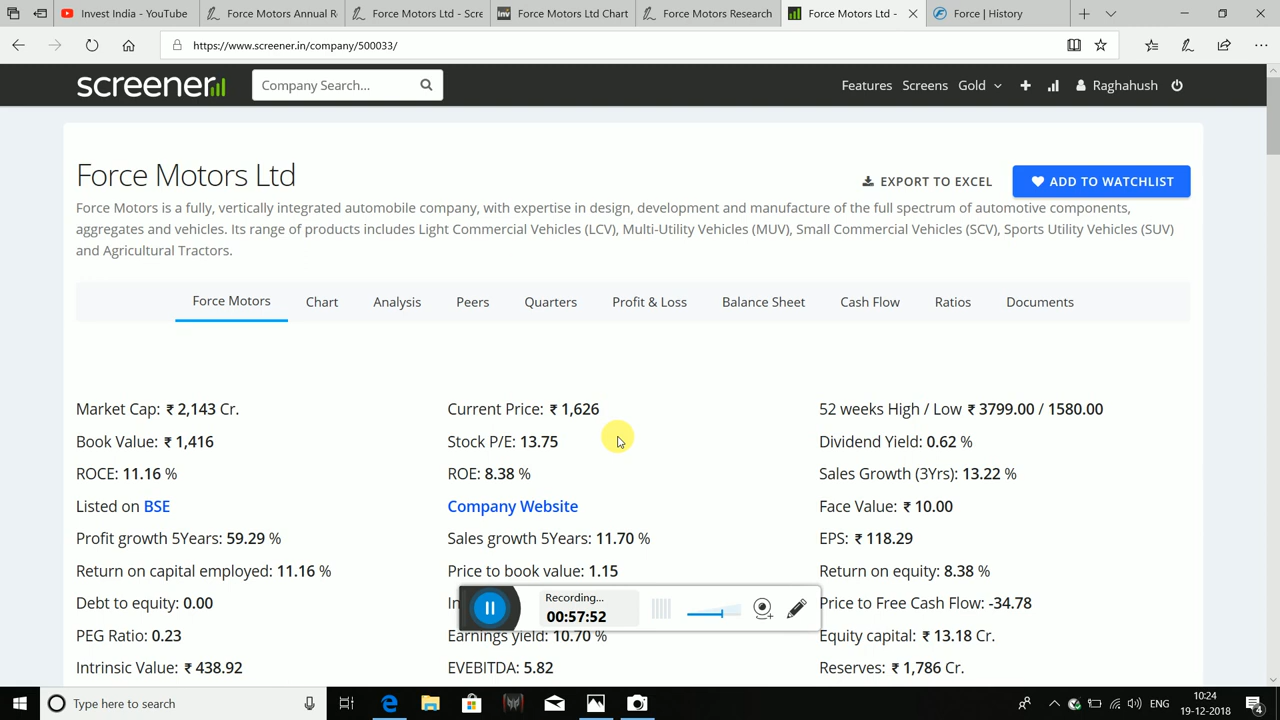 Invest India - YouTube
Force Motors Annual R
Force Motors Ltd - Scre
Force Motors Ltd Chart
Force Motors Research
Force Motors Ltd -
Force | History
https://www.screener.in/company/500033/
screener
Company Search...
Features
Screens
Gold
Raghahush
Force Motors Ltd
EXPORT TO EXCEL
ADD TO WATCHLIST
Force Motors is a fully, vertically integrated automobile company, with expertise in design, development and manufacture of the full spectrum of automotive components,
aggregates and vehicles. Its range of products includes Light Commercial Vehicles (LCV), Multi-Utility Vehicles (MUV), Small Commercial Vehicles (SCV), Sports Utility Vehicles (SUV)
and Agricultural Tractors.
Force Motors
Chart
Analysis
Peers
Quarters
Profit & Loss
Balance Sheet
Cash Flow
Ratios
Documents
Market Cap: ₹ 2,143 Cr.
Current Price: ₹ 1,626
52 weeks High / Low ₹ 3799.00 / 1580.00
Book Value: ₹ 1,416
Stock P/E: 13.75
Dividend Yield: 0.62 %
ROCE: 11.16 %
ROE: 8.38 %
Sales Growth (3Yrs): 13.22 %
Listed on BSE
Company Website
Face Value: ₹ 10.00
Profit growth 5Years: 59.29 %
Sales growth 5Years: 11.70 %
EPS: ₹ 118.29
Return on capital employed: 11.16 %
Price to book value: 1.15
Return on equity: 8.38 %
Debt to equity: 0.00
Recording...
00:57:52
Price to Free Cash Flow: -34.78
PEG Ratio: 0.23
Earnings yield: 10.70 %
Equity capital: ₹ 13.18 Cr.
Intrinsic Value: ₹ 438.92
EVEBITDA: 5.82
Reserves: ₹ 1,786 Cr.
Type here to search
ENG
10:24
19-12-2018
4